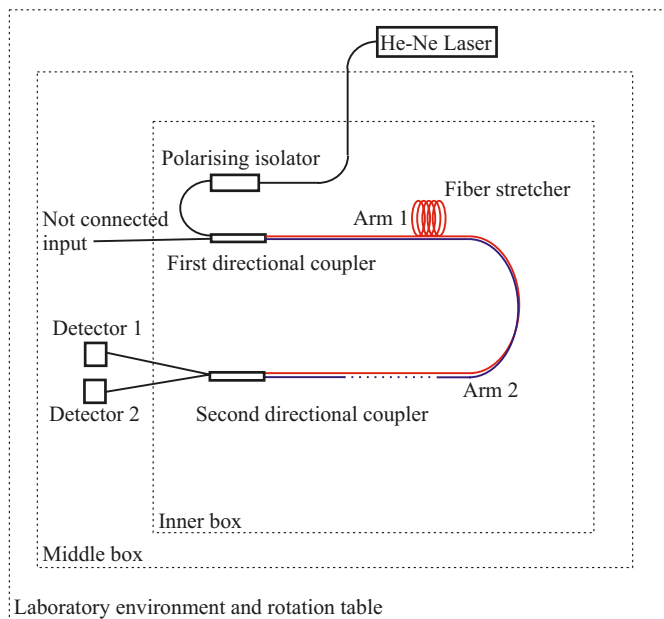 He-Ne Laser
Polarising isolator
Fiber stretcher
Arm 1
Not connected
input
First directional coupler
Detector 1
Detector 2
Arm 2
Second directional coupler
Inner box
Middle box
Laboratory environment and rotation table